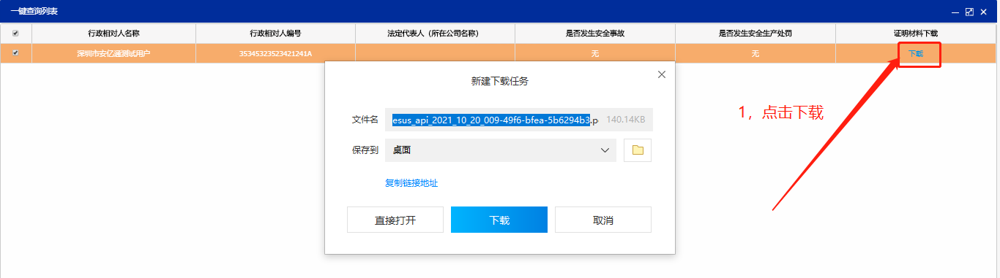 一键查询列表
行政相对人名称 行政相对人编号 法定代表人（所在公司名称） 是否发生安全事故 是否发生安全生产处罚 证明材料下载
深圳市安亿通测试用户 35345323523421241A 无 无 下载
新建下载任务
文件名 esus_api_2021_10_20_009-49f6-bfea-5b6294b3.p 140.14KB
1，点击下载
保存到 桌面
复制链接地址
直接打开 下载 取消